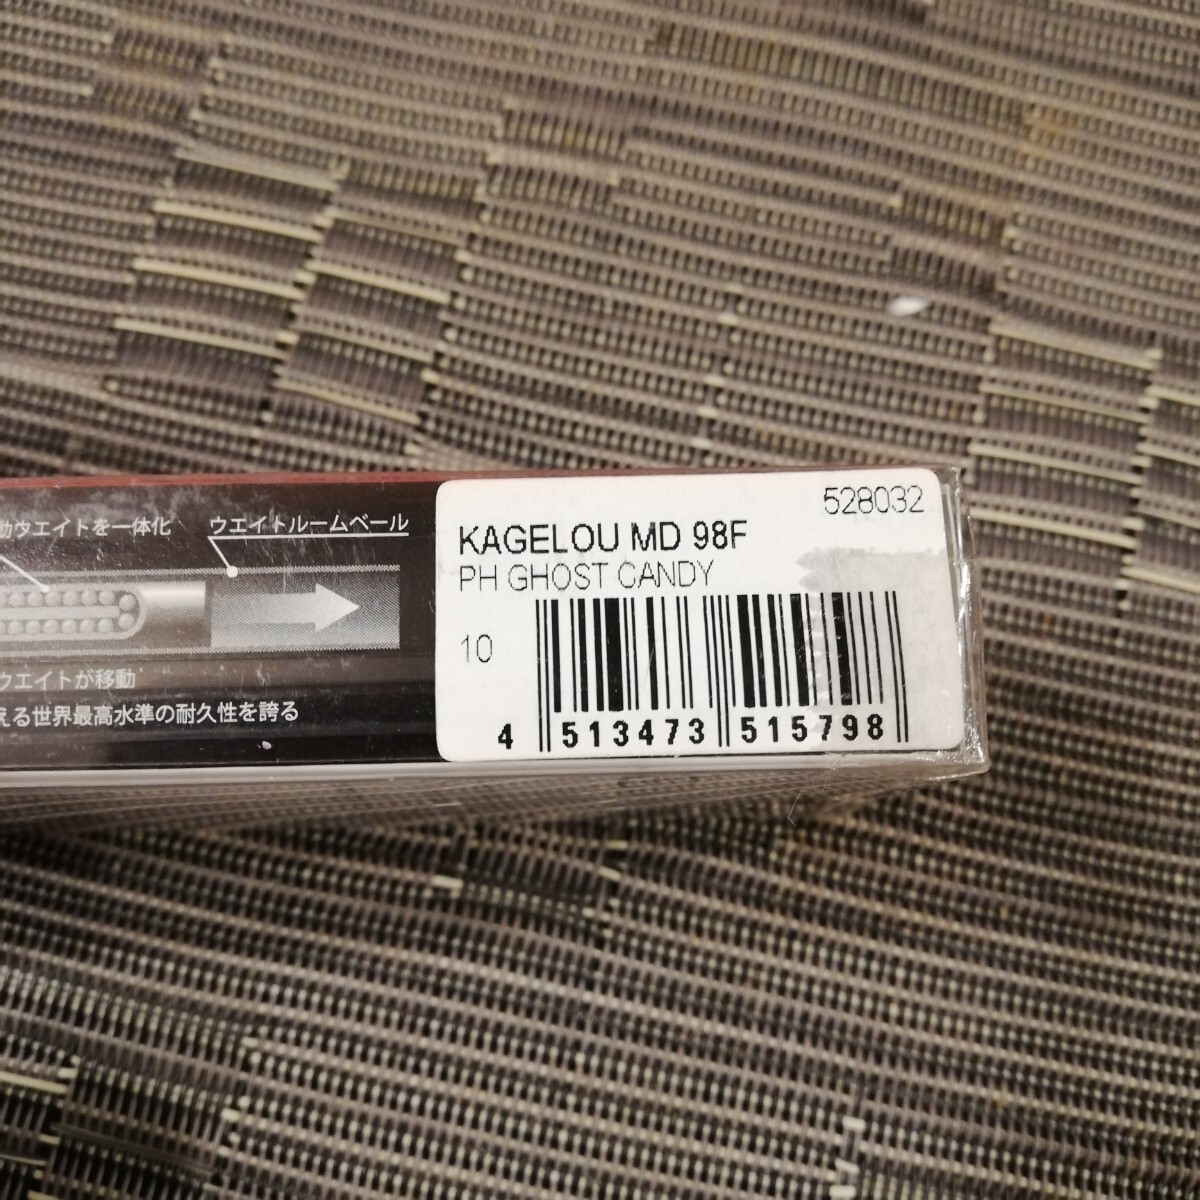 動ウエイトを一体化
ウエイトルームベール
ウエイトが移動
える世界最高水準の耐久性を誇る
528032
KAGELOU MD 98F
PH GHOST CANDY
10
4 513473 515798